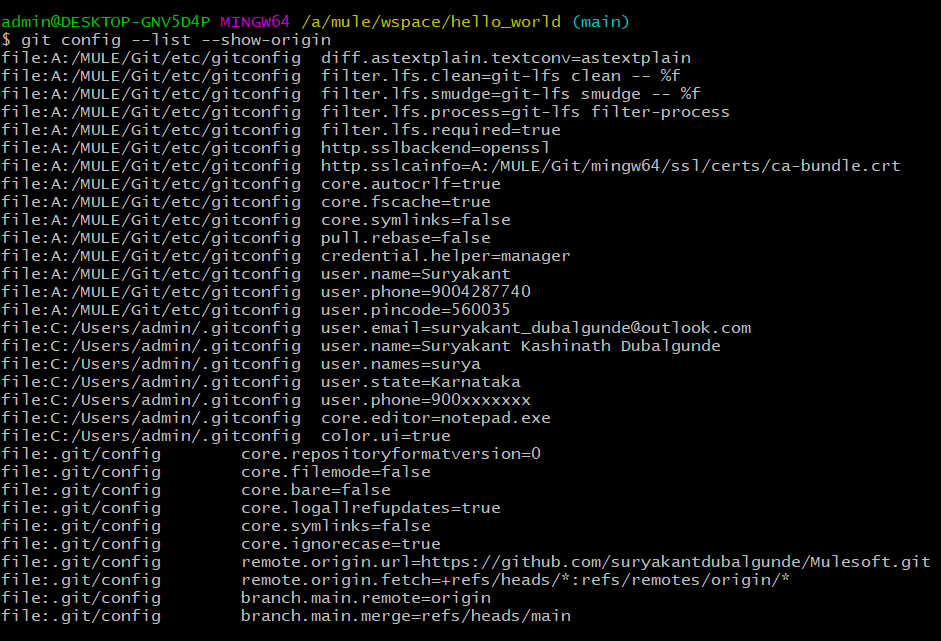 admin@DESKTOP-GNV5D4P MINGW64 /a/mule/wspace/hello_world (main)
$ git config --list --show-origin
file:A:/MULE/Git/etc/gitconfig  diff.astextplain.textconv=astextplain
file:A:/MULE/Git/etc/gitconfig  filter.lfs.clean=git-lfs clean -- %f
file:A:/MULE/Git/etc/gitconfig  filter.lfs.smudge=git-lfs smudge -- %f
file:A:/MULE/Git/etc/gitconfig  filter.lfs.process=git-lfs filter-process
file:A:/MULE/Git/etc/gitconfig  filter.lfs.required=true
file:A:/MULE/Git/etc/gitconfig  http.sslbackend=openssl
file:A:/MULE/Git/etc/gitconfig  http.sslcainfo=A:/MULE/Git/mingw64/ssl/certs/ca-bundle.crt
file:A:/MULE/Git/etc/gitconfig  core.autocrlf=true
file:A:/MULE/Git/etc/gitconfig  core.fscache=true
file:A:/MULE/Git/etc/gitconfig  core.symlinks=false
file:A:/MULE/Git/etc/gitconfig  pull.rebase=false
file:A:/MULE/Git/etc/gitconfig  credential.helper=manager
file:A:/MULE/Git/etc/gitconfig  user.name=Suryakant
file:A:/MULE/Git/etc/gitconfig  user.phone=9004287740
file:A:/MULE/Git/etc/gitconfig  user.pincode=560035
file:C:/Users/admin/.gitconfig  user.email=suryakant_dubalgunde@outlook.com
file:C:/Users/admin/.gitconfig  user.name=Suryakant Kashinath Dubalgunde
file:C:/Users/admin/.gitconfig  user.names=surya
file:C:/Users/admin/.gitconfig  user.state=Karnataka
file:C:/Users/admin/.gitconfig  user.phone=900xxxxxxx
file:C:/Users/admin/.gitconfig  core.editor=notepad.exe
file:C:/Users/admin/.gitconfig  color.ui=true
file:.git/config        core.repositoryformatversion=0
file:.git/config        core.filemode=false
file:.git/config        core.bare=false
file:.git/config        core.logallrefupdates=true
file:.git/config        core.symlinks=false
file:.git/config        core.ignorecase=true
file:.git/config        remote.origin.url=https://github.com/suryakantdubalgunde/Mulesoft.git
file:.git/config        remote.origin.fetch=+refs/heads/*:refs/remotes/origin/*
file:.git/config        branch.main.remote=origin
file:.git/config        branch.main.merge=refs/heads/main